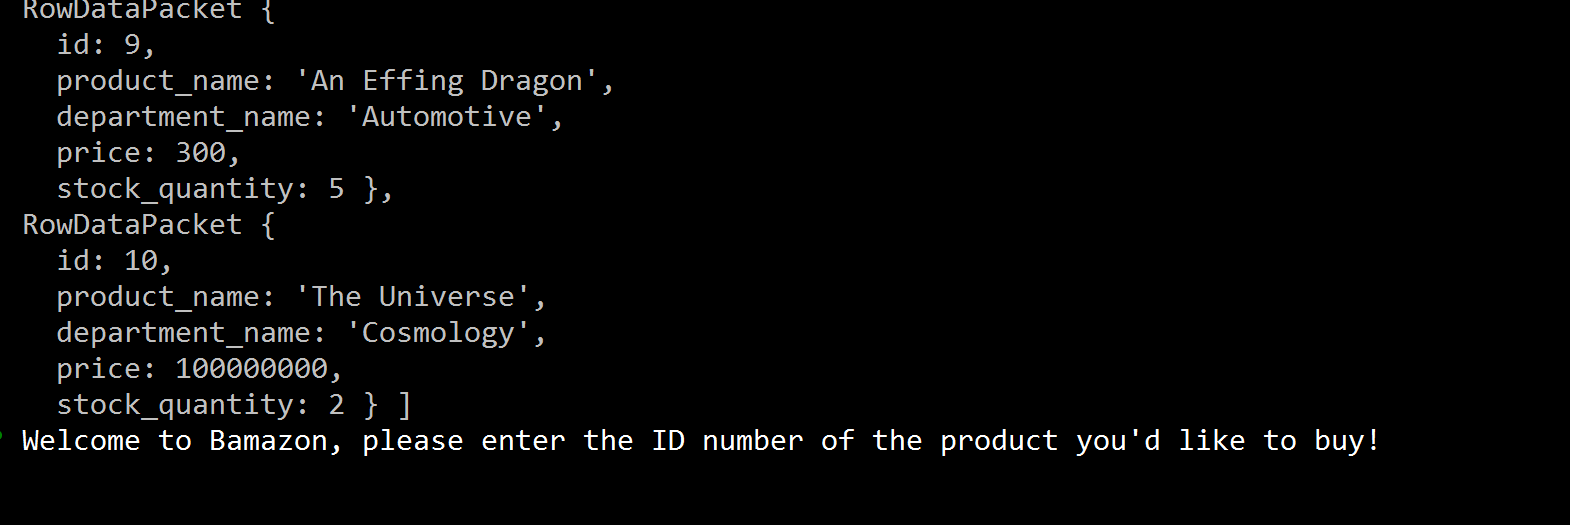 RowDataPacket {
  id: 9,
  product_name: 'An Effing Dragon',
  department_name: 'Automotive',
  price: 300,
  stock_quantity: 5 },
RowDataPacket {
  id: 10,
  product_name: 'The Universe',
  department_name: 'Cosmology',
  price: 100000000,
  stock_quantity: 2 } ]
Welcome to Bamazon, please enter the ID number of the product you'd like to buy!